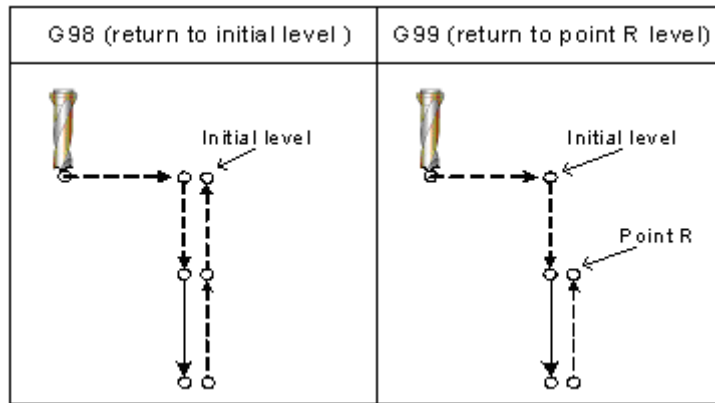 G98 (return to initial level )
G99 (return to point R level)
Initial level
Initial level
Point R